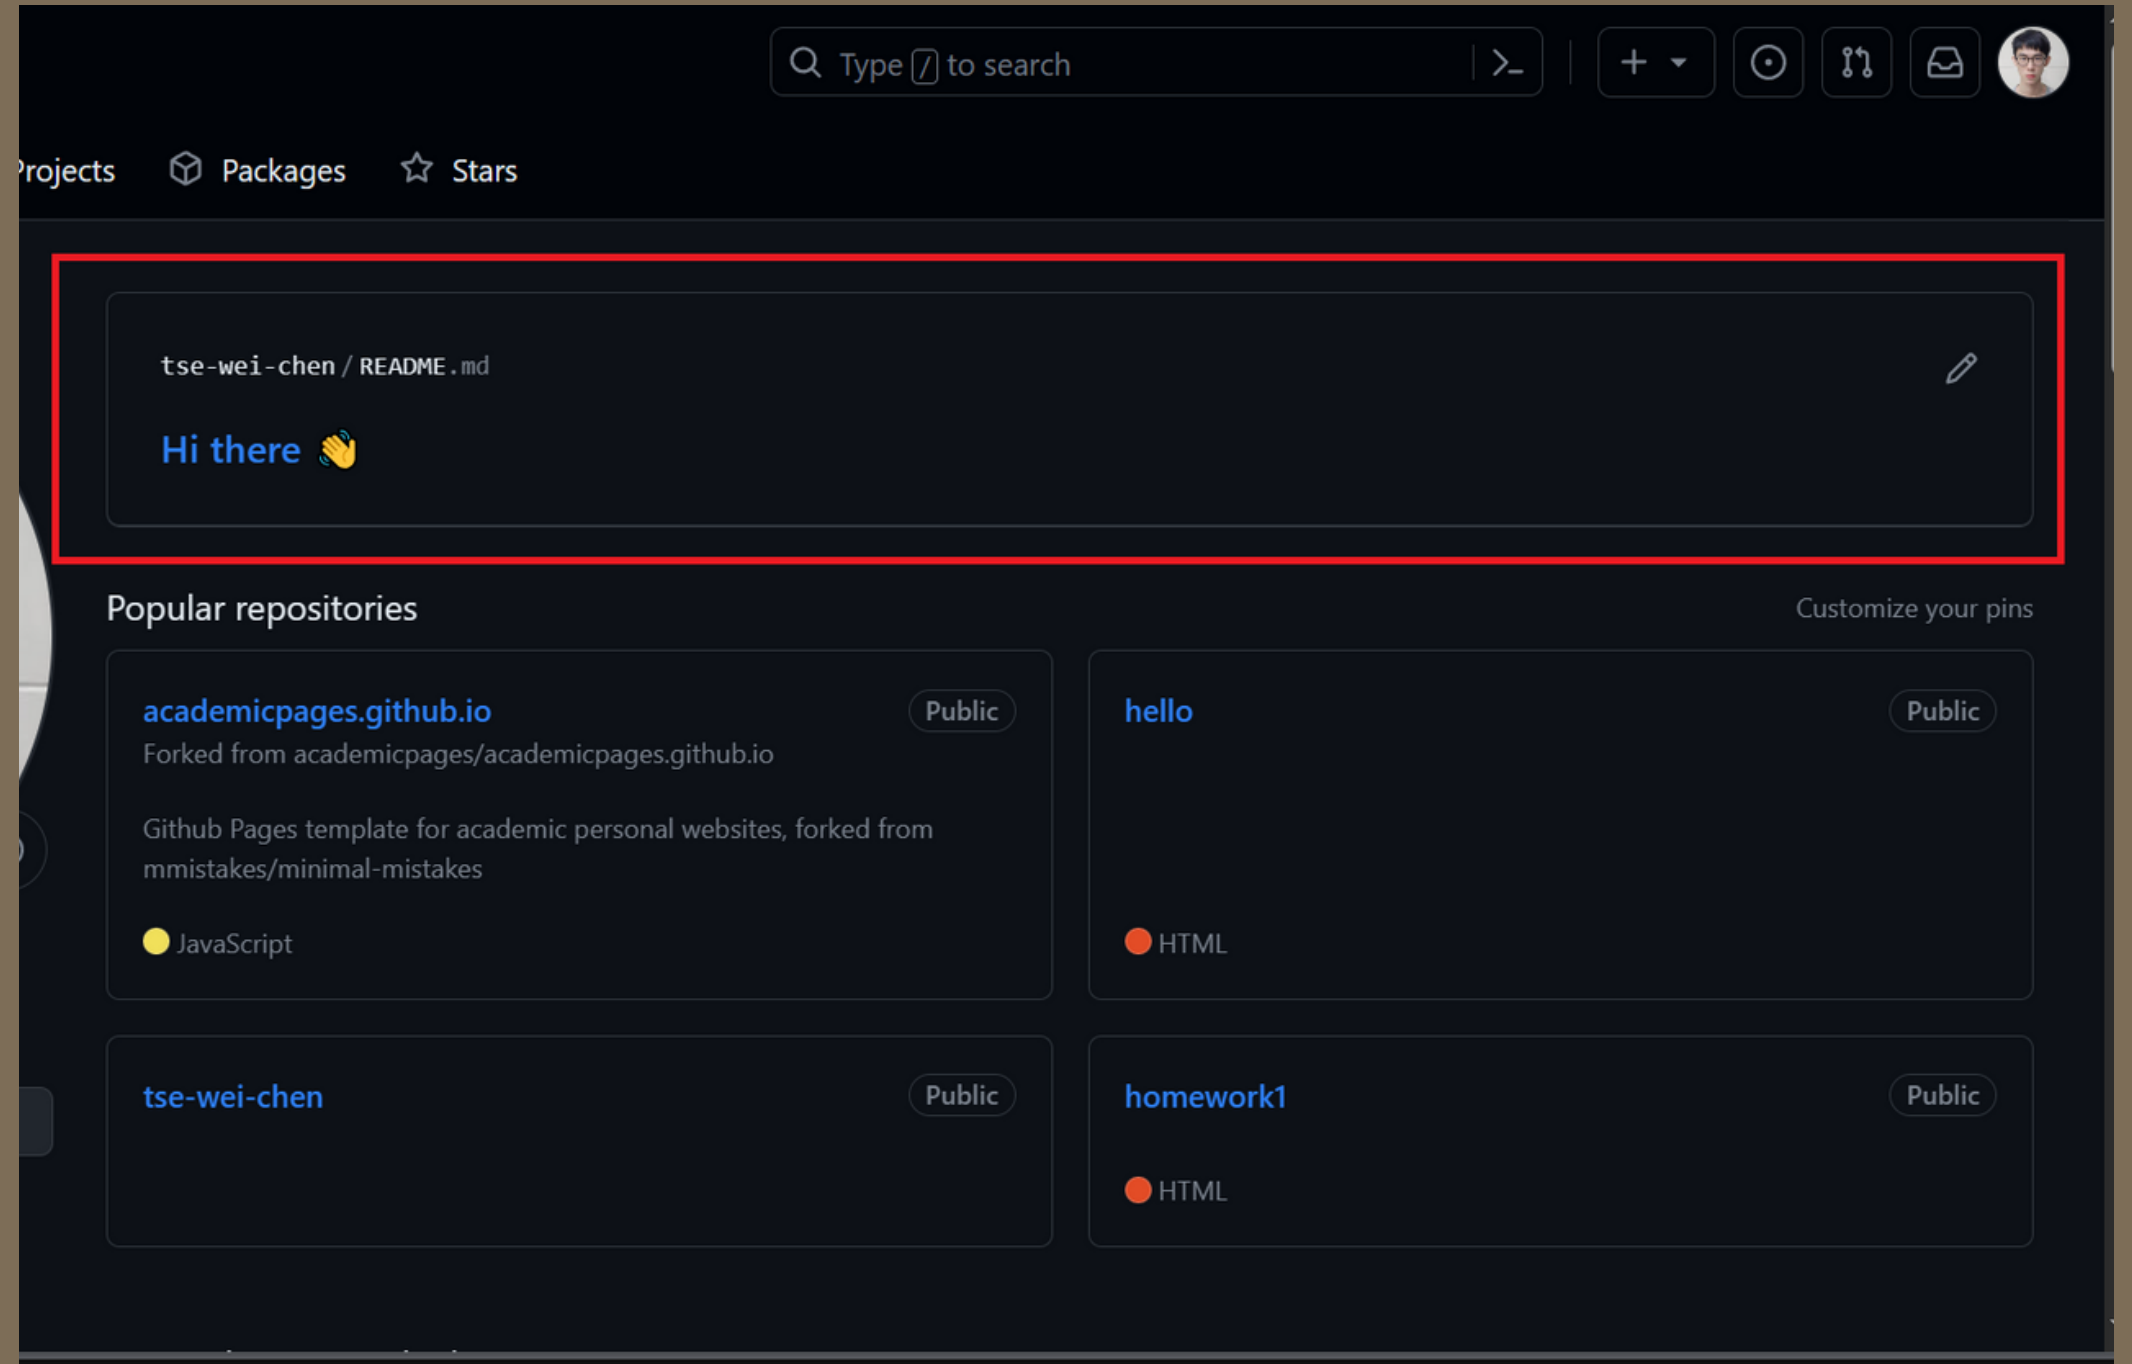 Type / to search
Projects Packages Stars
tse-wei-chen/README.md
Hi there 👋
Popular repositories Customize your pins
academicpages.github.io Public
Forked from academicpages/academicpages.github.io
Github Pages template for academic personal websites, forked from
mmistakes/minimal-mistakes
JavaScript
hello Public
HTML
tse-wei-chen Public
homework1 Public
HTML